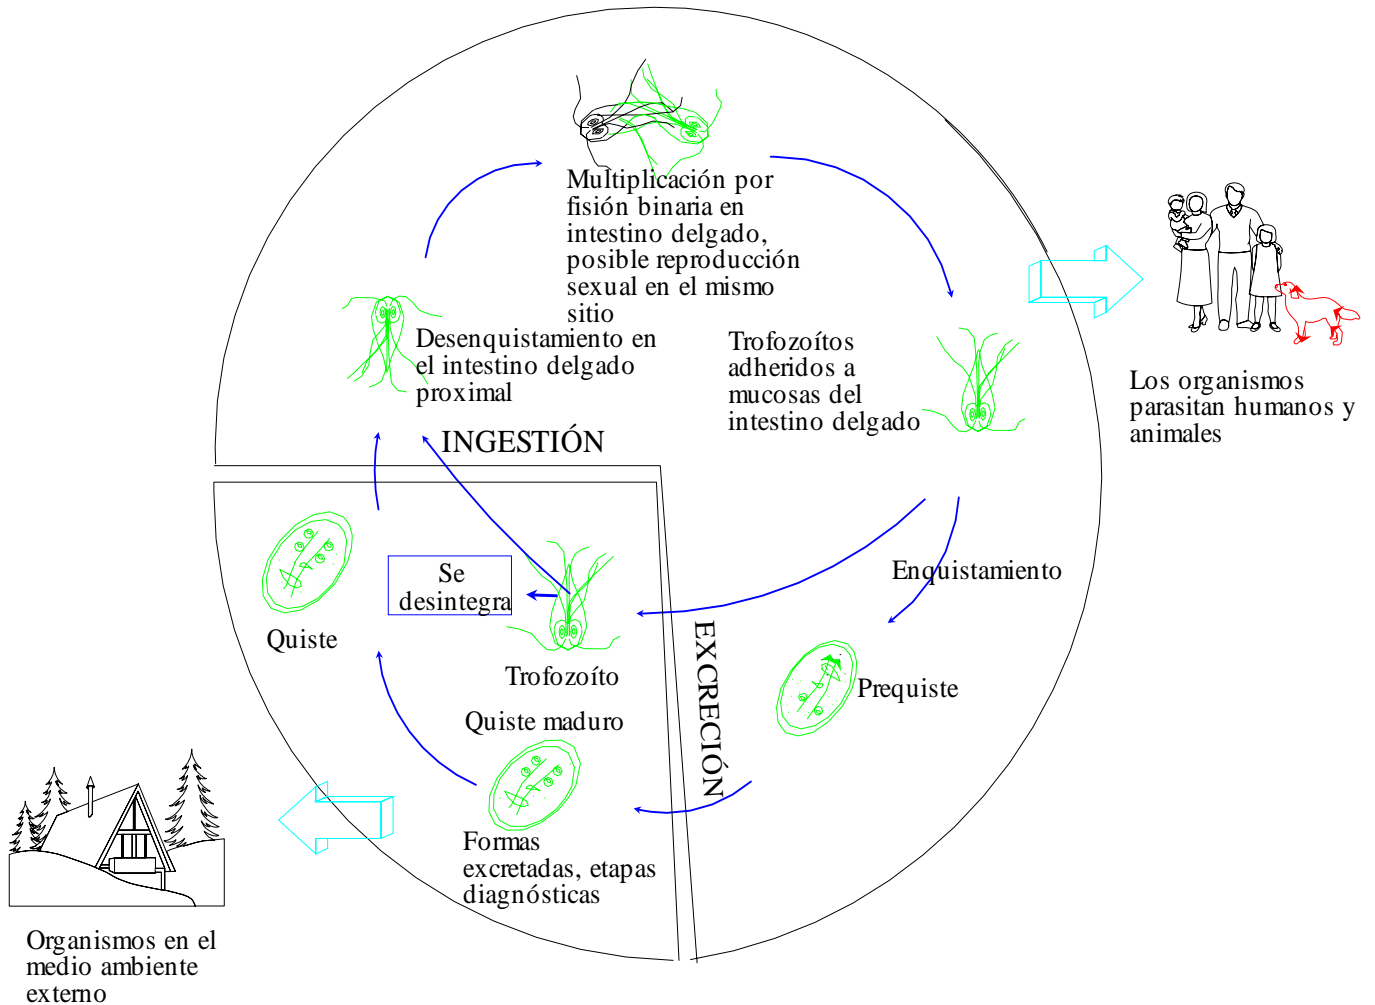 Multiplicación por
fisión binaria en
intestino delgado,
posible reproducción
sexual en el mismo
sitio
Desenquistamiento en
el intestino delgado
proximal
Trofozoítos
adheridos a
mucosas del
intestino delgado
Los organismos
parasitan humanos y
animales
INGESTIÓN
Se
desintegra
Enquistamiento
Quiste
EXCRECIÓN
Trofozoíto
Prequiste
Quiste maduro
Formas
excretadas, etapas
diagnósticas
Organismos en el
medio ambiente
externo